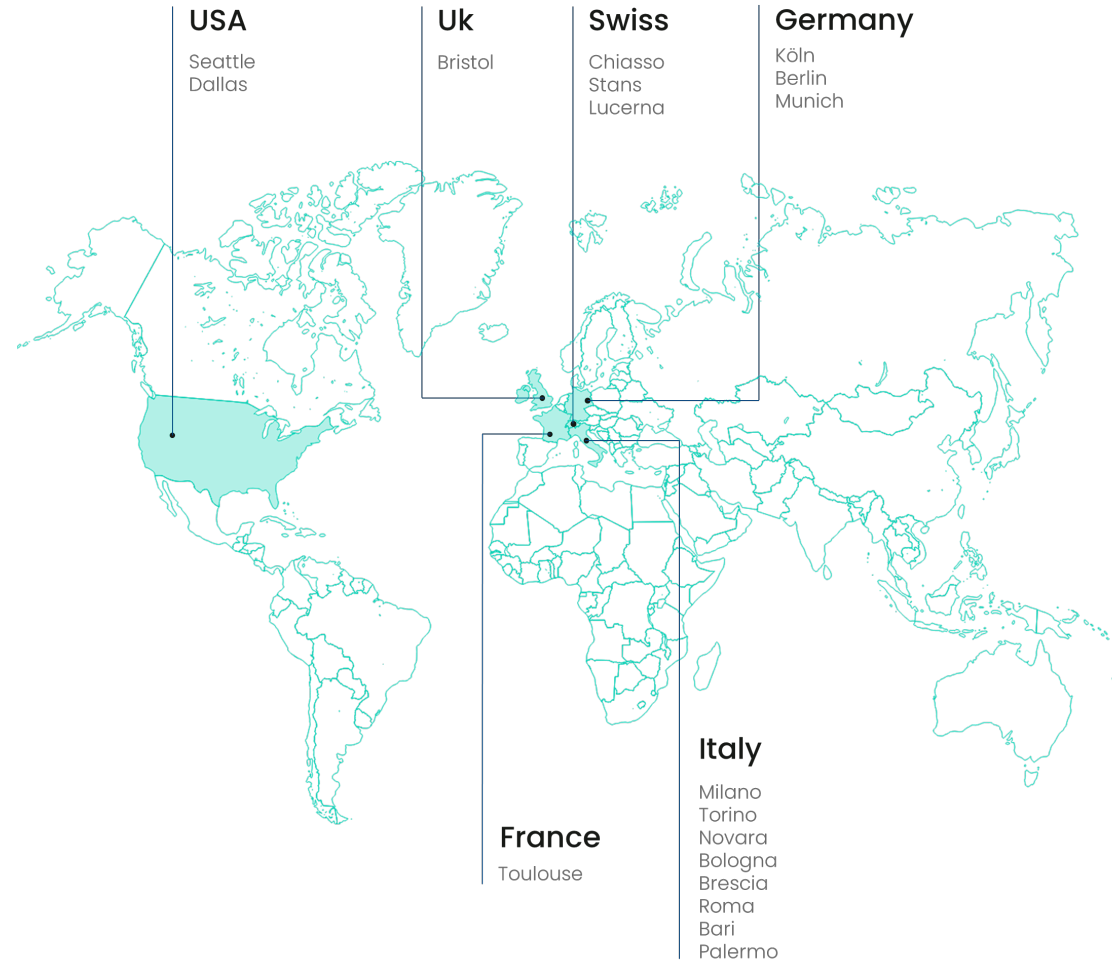 USA
Seattle
Dallas
Uk
Bristol
Swiss
Chiasso
Stans
Lucerna
Germany
Köln
Berlin
Munich
France
Toulouse
Italy
Milano
Torino
Novara
Bologna
Brescia
Roma
Bari
Palermo